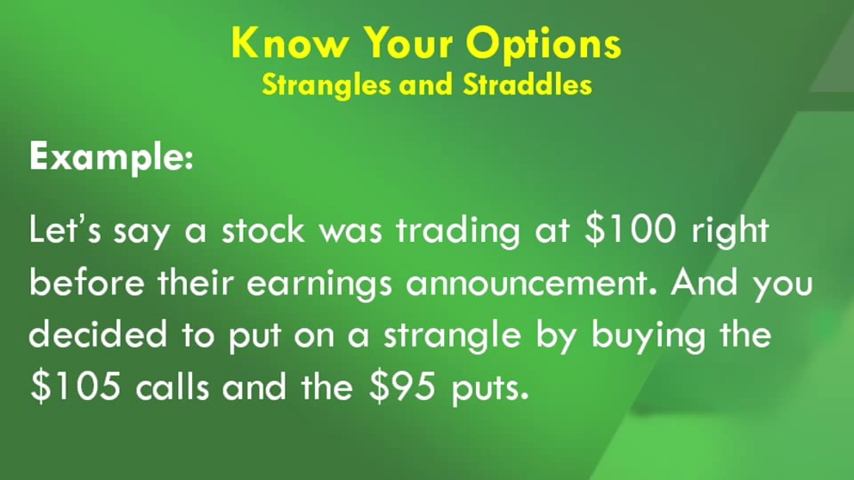 Know Your Options
Strangles and Straddles
Example:
Let’s say a stock was trading at $100 right
before their earnings announcement. And you
decided to put on a strangle by buying the
$105 calls and the $95 puts.